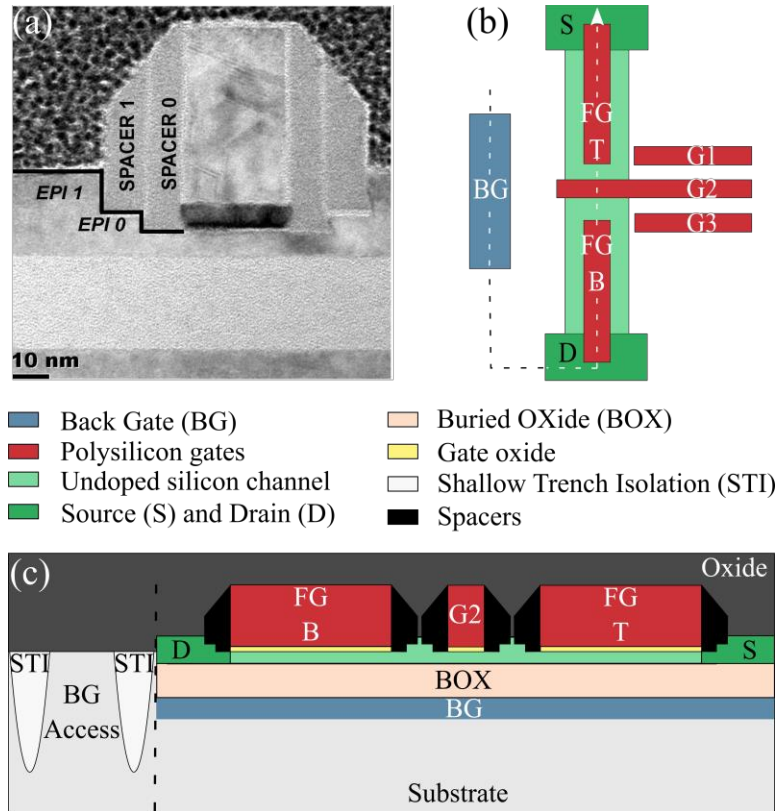 (a)
SPACER 1
SPACER 0
EPI 1
EPI 0
10 nm
(b)
S
FG
T
BG
G1
G2
G3
FG
B
D
Back Gate (BG)
Polysilicon gates
Undoped silicon channel
Source (S) and Drain (D)
Buried OXide (BOX)
Gate oxide
Shallow Trench Isolation (STI)
Spacers
(c)
Oxide
FG
B
G2
FG
T
STI
STI
D
S
BG
Access
BOX
BG
Substrate